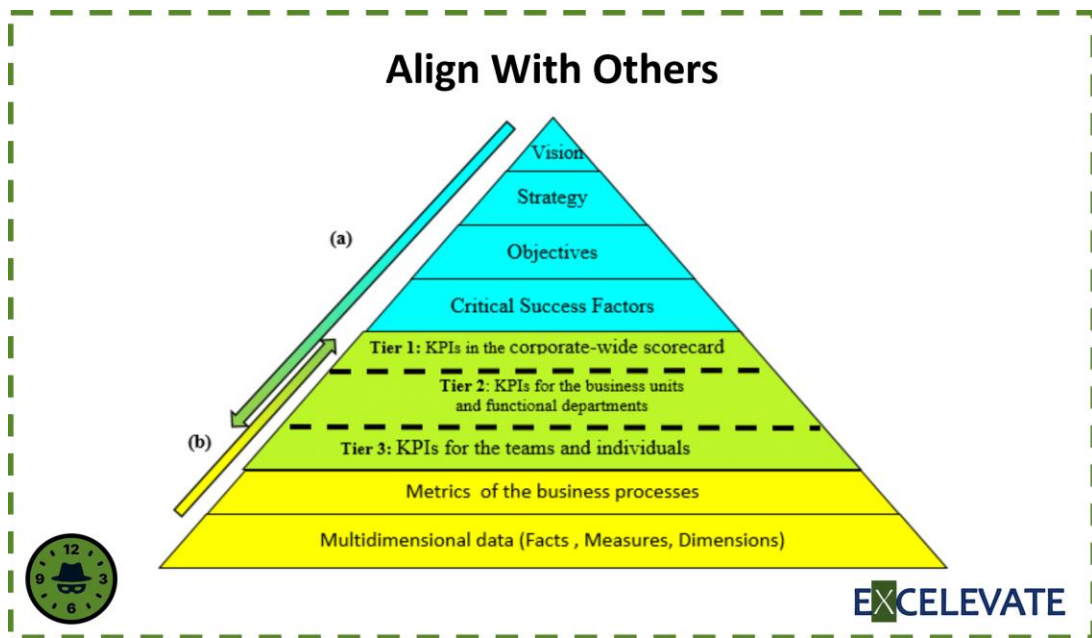 Align With Others
Vision
Strategy
(a)
Objectives
Critical Success Factors
Tier 1: KPIs in the corporate-wide scorecard
Tier 2: KPIs for the business units
and functional departments
(b)
Tier 3: KPIs for the teams and individuals
Metrics of the business processes
Multidimensional data (Facts , Measures, Dimensions)
12
9
3
6
EXCELEVATE